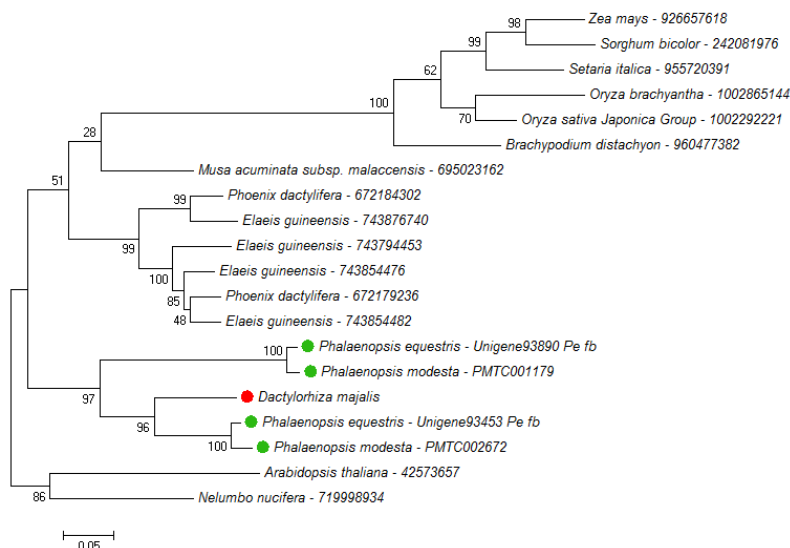 Zea mays - 926657618
98
Sorghum bicolor - 242081976
99
Setaria italica - 955720391
62
Oryza brachyantha - 1002865144
100
70
Oryza sativa Japonica Group - 1002292221
Brachypodium distachyon - 960477382
28
Musa acuminata subsp. malaccensis - 695023162
51
Phoenix dactylifera - 672184302
99
Elaeis guineensis - 743876740
99
Elaeis guineensis - 743794453
100
Elaeis guineensis - 743854476
85
Phoenix dactylifera - 672179236
48
Elaeis guineensis - 743854482
Phalaenopsis equestris - Unigene93890 Pe fb
100
Phalaenopsis modesta - PMTC001179
97
Dactylorhiza majalis
96
Phalaenopsis equestris - Unigene93453 Pe fb
100
Phalaenopsis modesta - PMTC002672
Arabidopsis thaliana - 42573657
86
Nelumbo nucifera - 719998934
0.05